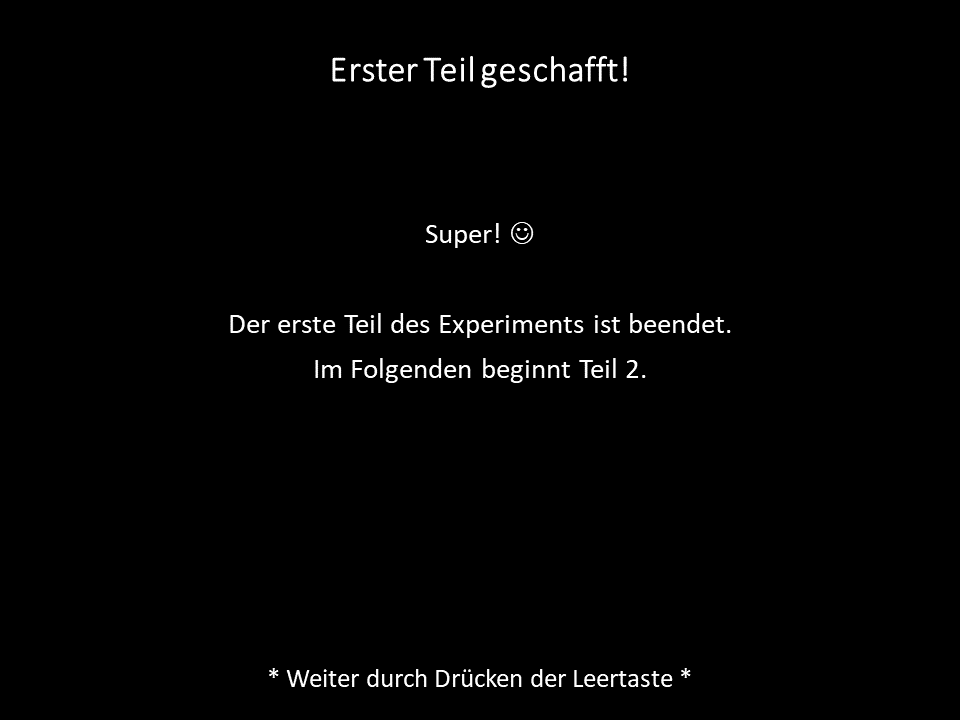 Erster Teil geschafft!
Super! ☺
Der erste Teil des Experiments ist beendet.
Im Folgenden beginnt Teil 2.
* Weiter durch Drücken der Leertaste *